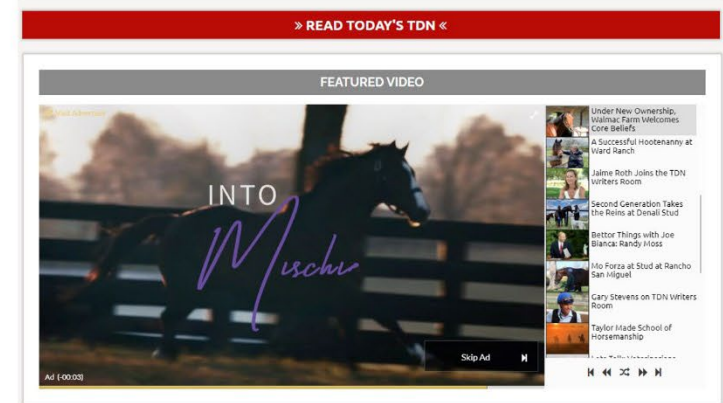 » READ TODAY'S TDN «
FEATURED VIDEO
Visit Advertiser
INTO
Mischie
Skip Ad
Ad (-00:03)
Under New Ownership,
Walmac Farm Welcomes
Core Beliefs
A Successful Hootenanny at
Ward Ranch
Jaime Roth Joins the TDN
Writers Room
Second Generation Takes
the Reins at Denali Stud
Bettor Things with Joe
Bianca: Randy Moss
Mo Forza at Stud at Rancho
San Miguel
Gary Stevens on TDN Writers
Room
Taylor Made School of
Horsemanship